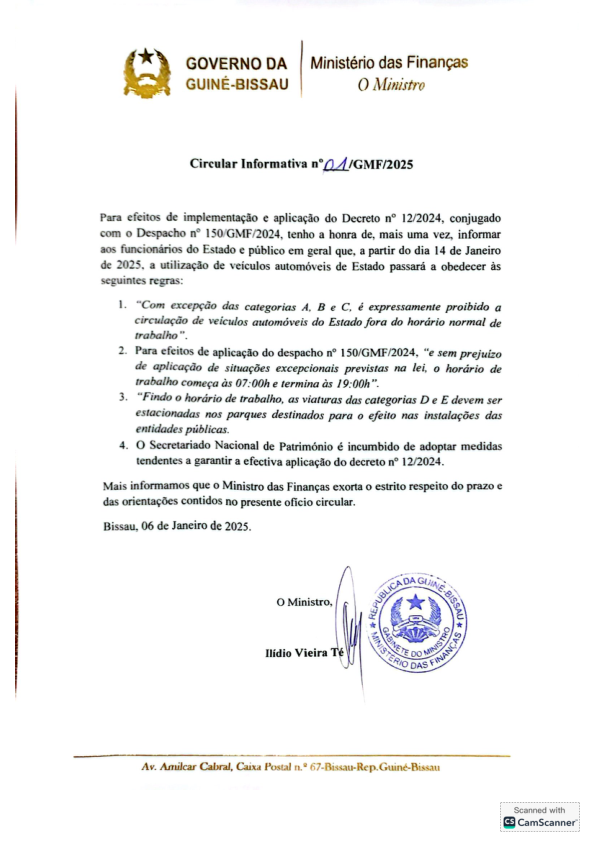 GOVERNO DA
GUINÉ-BISSAU
Ministério das Finanças
O Ministro
Circular Informativa nº 01/GMF/2025
Para efeitos de implementação e aplicação do Decreto nº 12/2024, conjugado
com o Despacho nº 150/GMF/2024, tenho a honra de, mais uma vez, informar
aos funcionários do Estado e público em geral que, a partir do dia 14 de Janeiro
de 2025, a utilização de veículos automóveis de Estado passará a obedecer às
seguintes regras:
1. “Com excepção das categorias A, B e C, é expressamente proibido a
circulação de veículos automóveis do Estado fora do horário normal de
trabalho”.
2. Para efeitos de aplicação do despacho nº 150/GMF/2024, “e sem prejuízo
de aplicação de situações excepcionais previstas na lei, o horário de
trabalho começa às 07:00h e termina às 19:00h”.
3. “Findo o horário de trabalho, as viaturas das categorias D e E devem ser
estacionadas nos parques destinados para o efeito nas instalações das
entidades públicas.
4. O Secretariado Nacional de Património é incumbido de adoptar medidas
tendentes a garantir a efectiva aplicação do decreto nº 12/2024.
Mais informamos que o Ministro das Finanças exorta o estrito respeito do prazo e
das orientações contidos no presente ofício circular.
Bissau, 06 de Janeiro de 2025.
O Ministro,
Ilídio Vieira Té
REPUBLICA DA GUINÉ-BISSAU
GABINETE DO MINISTRO
MINISTÉRIO DAS FINANÇAS
Av. Amilcar Cabral, Caixa Postal n.º 67-Bissau-Rep.Guiné-Bissau
Scanned with
CS CamScanner